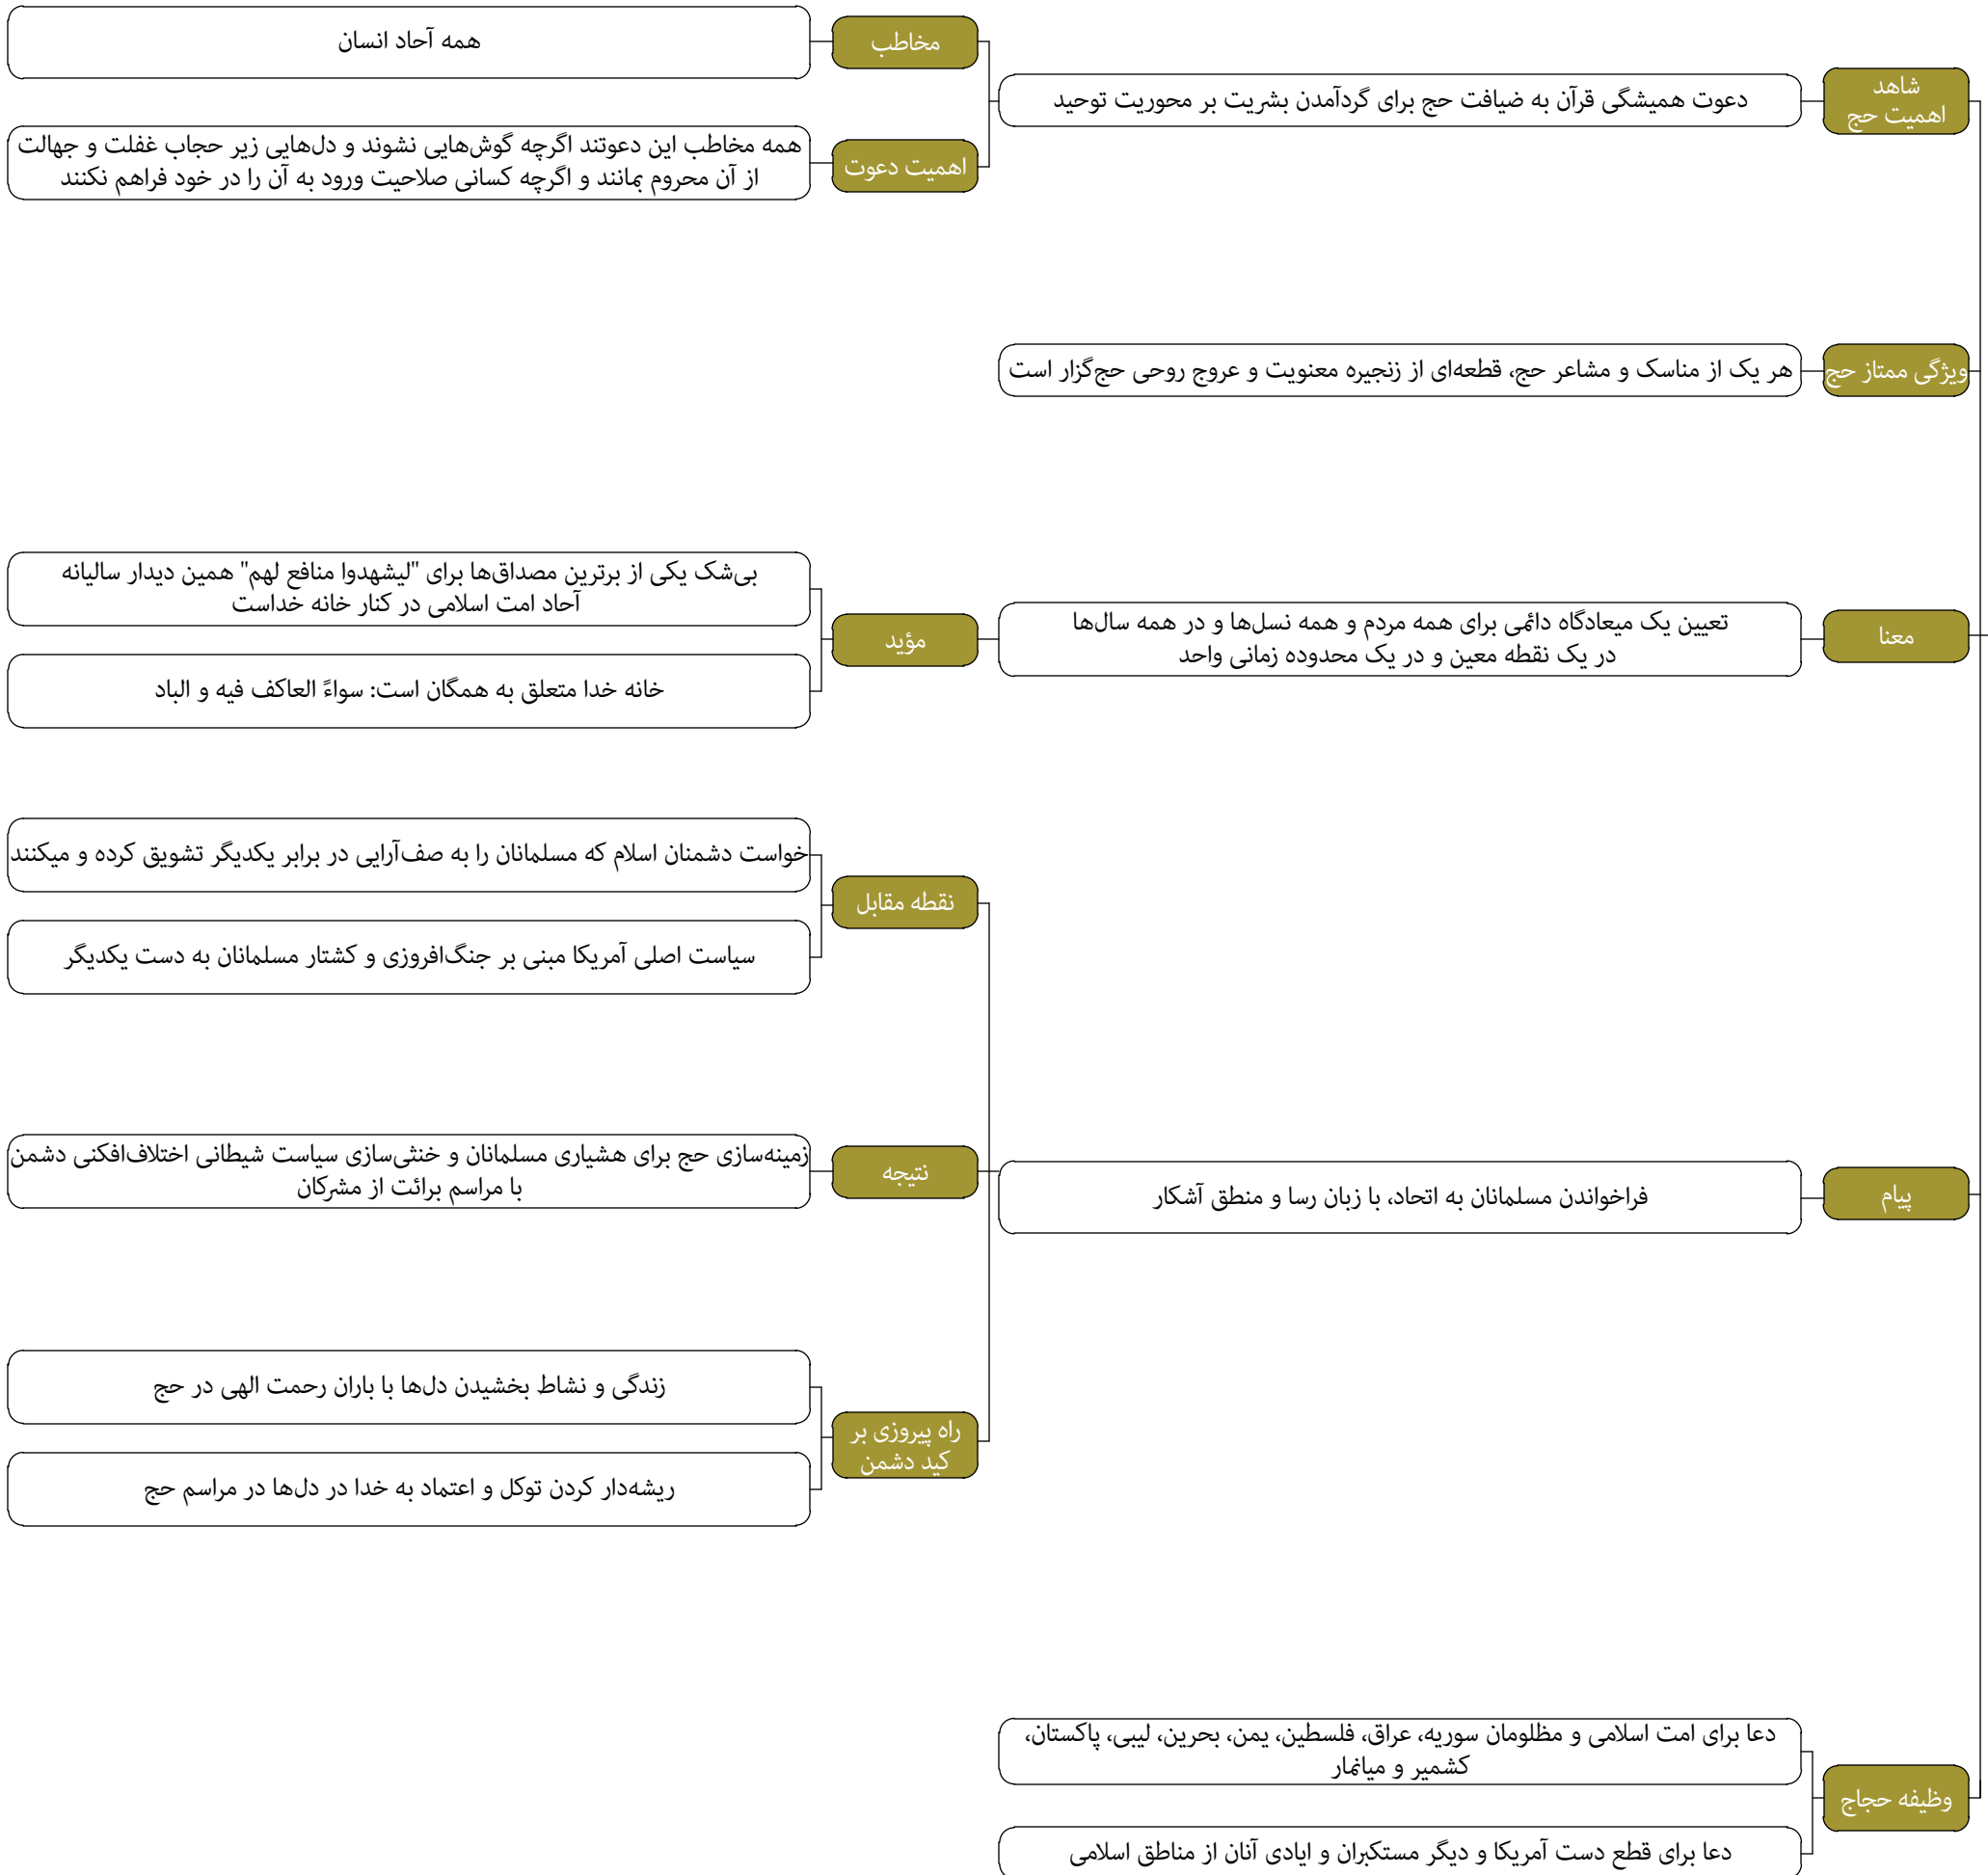 شاهد
اهمیت حج
دعوت همیشگی قرآن به ضیافت حج برای گردآمدن بشریت بر محوریت توحید
مخاطب
همه آحاد انسان
اهمیت دعوت
همه مخاطب این دعوتند اگرچه گوش‌هایی نشوند و دل‌هایی زیر حجاب غفلت و جهالت
از آن محروم بمانند و اگرچه کسانی صلاحیت ورود به آن را در خود فراهم نکنند
ویژگی ممتاز حج
هر یک از مناسک و مشاعر حج، قطعه‌ای از زنجیره معنویت و عروج روحی حج‌گزار است
معنا
تعیین یک میعادگاه دائمی برای همه مردم و همه نسل‌ها و در همه سال‌ها
در یک نقطه معین و در یک محدوده زمانی واحد
مؤید
بی‌شک یکی از برترین مصداق‌ها برای "لیشهدوا منافع لهم" همین دیدار سالیانه
آحاد امت اسلامی در کنار خانه خداست
خانه خدا متعلق به همگان است: سواءً العاکف فیه و الباد
پیام
فراخواندن مسلمانان به اتحاد، با زبان رسا و منطق آشکار
نقطه مقابل
خواست دشمنان اسلام که مسلمانان را به صف‌آرایی در برابر یکدیگر تشویق کرده و میکنند
سیاست اصلی آمریکا مبنی بر جنگ‌افروزی و کشتار مسلمانان به دست یکدیگر
نتیجه
زمینه‌سازی حج برای هشیاری مسلمانان و خنثی‌سازی سیاست شیطانی اختلاف‌افکنی دشمن
با مراسم برائت از مشرکان
راه پیروزی بر
کید دشمن
زندگی و نشاط بخشیدن دل‌ها با باران رحمت الهی در حج
ریشه‌دار کردن توکل و اعتماد به خدا در دل‌ها در مراسم حج
وظیفه حجاج
دعا برای امت اسلامی و مظلومان سوریه، عراق، فلسطین، یمن، بحرین، لیبی، پاکستان،
کشمیر و میانمار
دعا برای قطع دست آمریکا و دیگر مستکبران و ایادی آنان از مناطق اسلامی